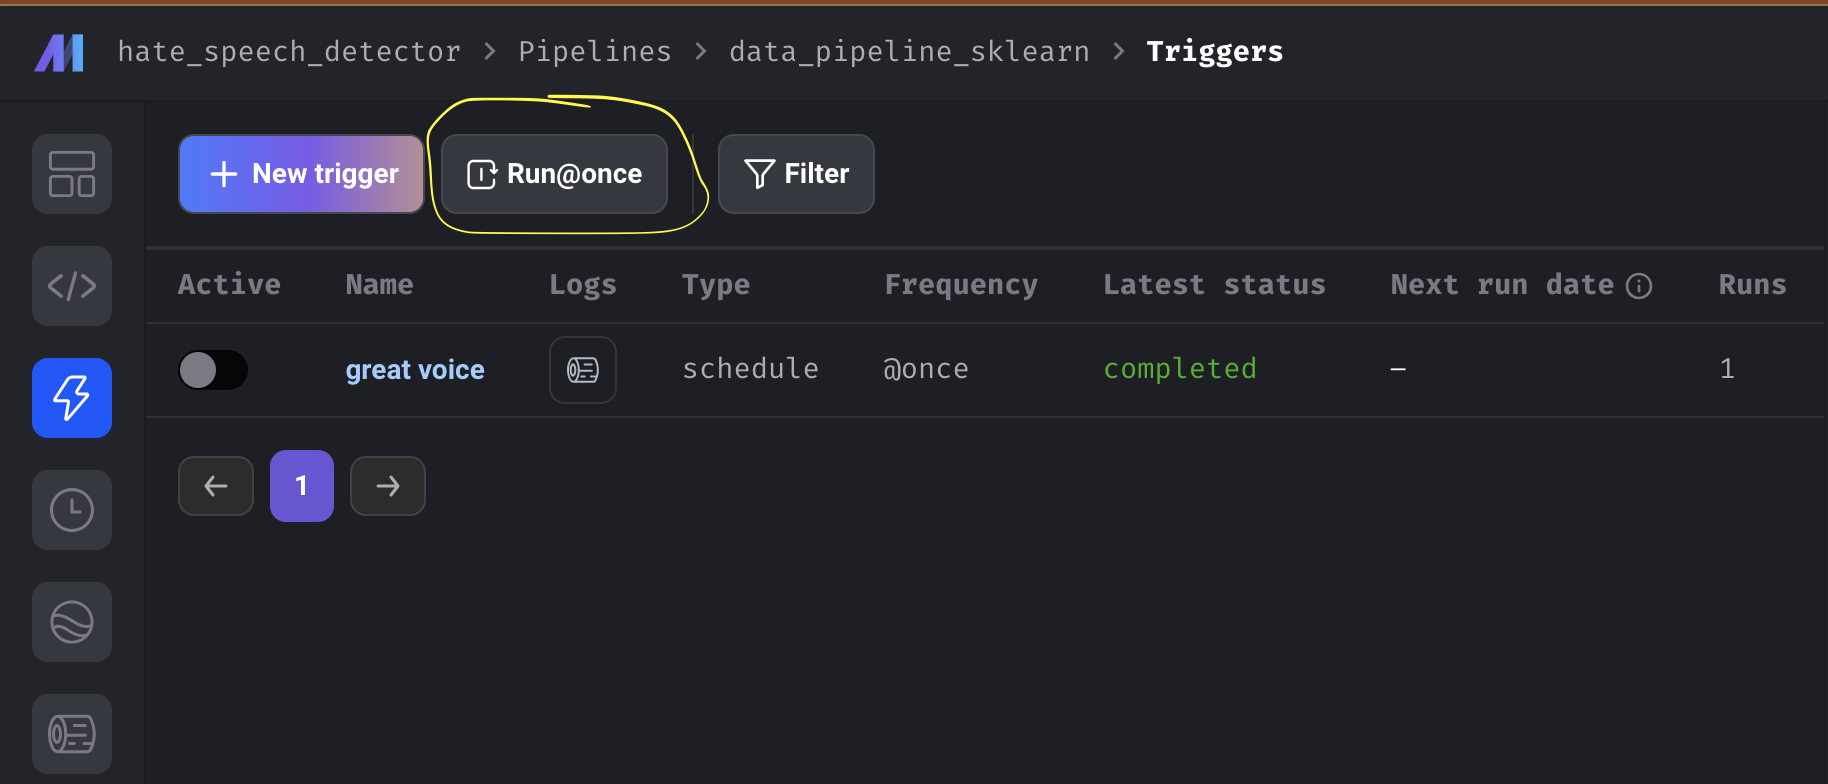 hate_speech_detector > Pipelines > data_pipeline_sklearn > Triggers
+ New trigger Run@once Filter
Active Name Logs Type Frequency Latest status Next run date Runs
great voice schedule @once completed — 1
1